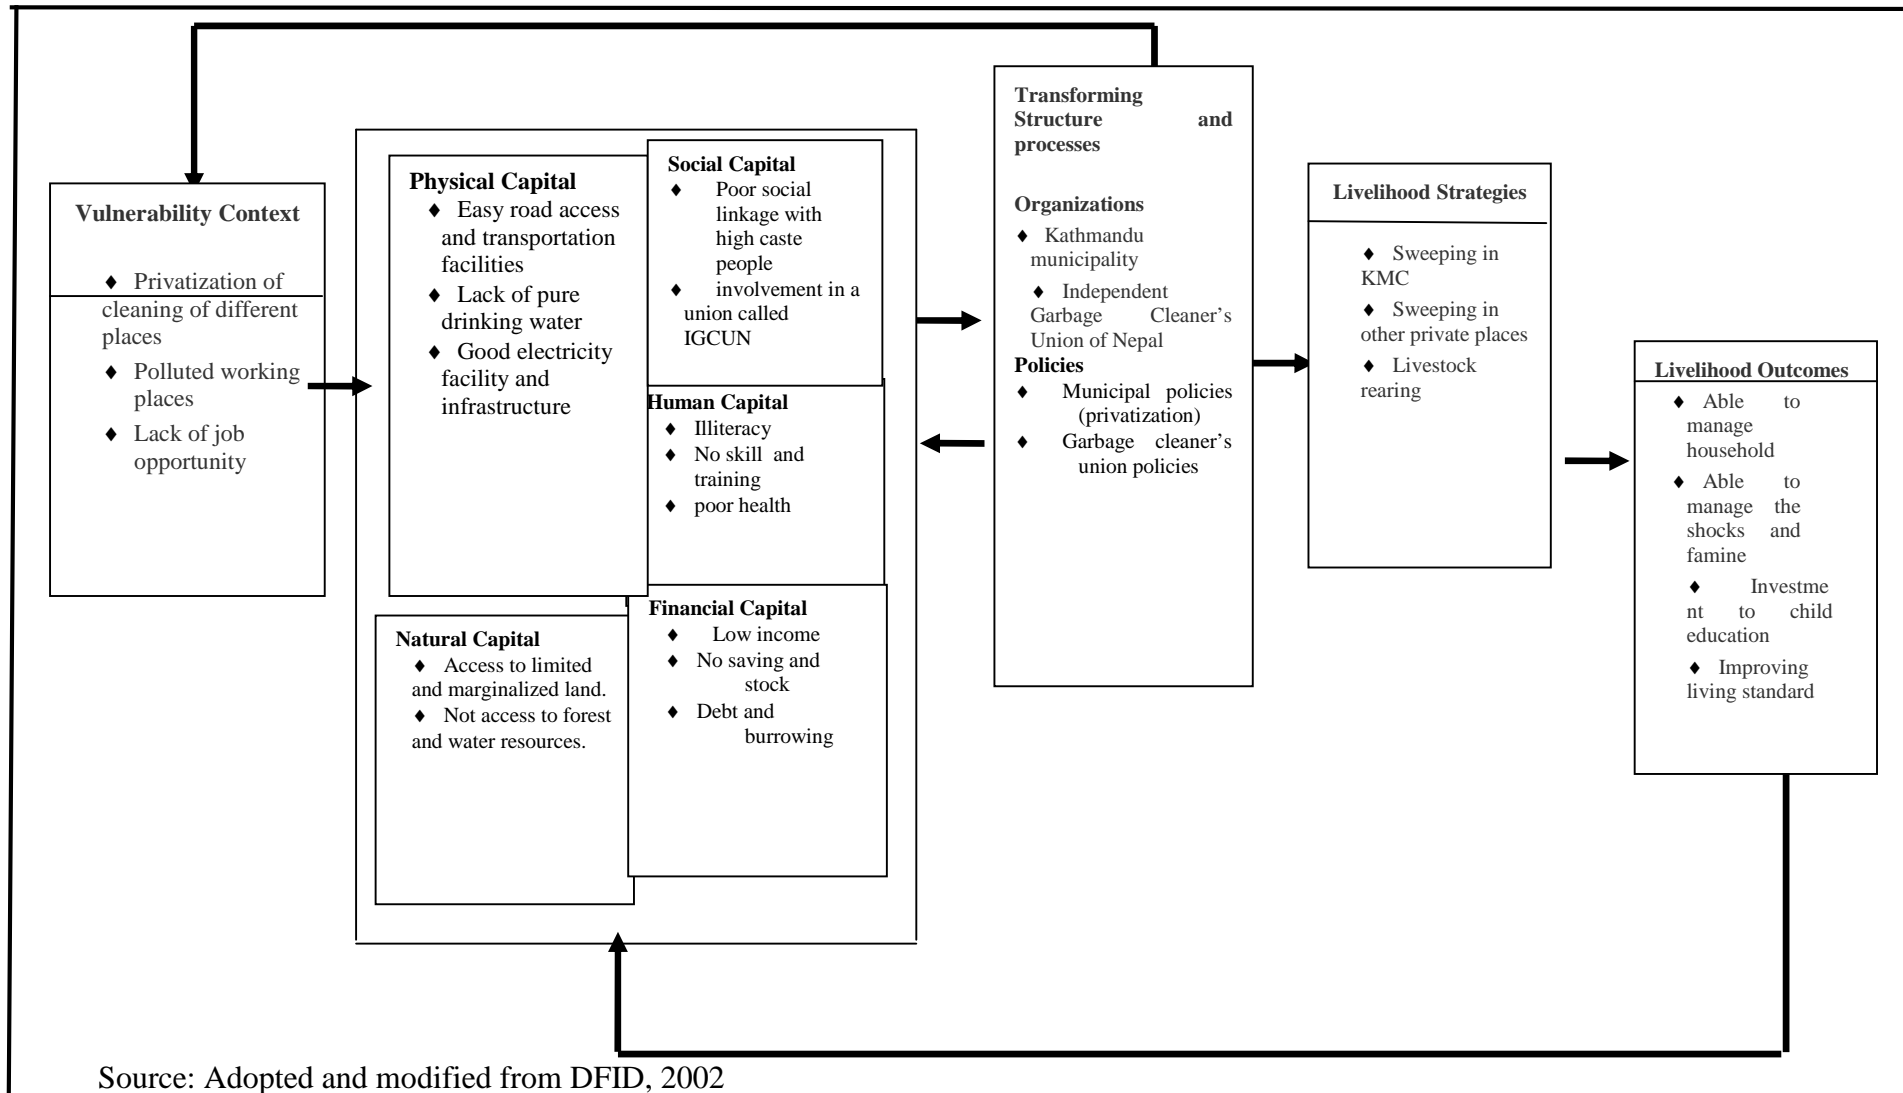 Vulnerability Context
♦ Privatization of
cleaning of different
places
♦ Polluted working
places
♦ Lack of job
opportunity
Physical Capital
♦ Easy road access
and transportation
facilities
♦ Lack of pure
drinking water
♦ Good electricity
facility and
infrastructure
Social Capital
♦ Poor social
linkage with
high caste
people
♦ involvement in a
union called
IGCUN
Human Capital
♦ Illiteracy
♦ No skill and
training
♦ poor health
Natural Capital
♦ Access to limited
and marginalized land.
♦ Not access to forest
and water resources.
Financial Capital
♦ Low income
♦ No saving and
stock
♦ Debt and
burrowing
Transforming
Structure and
processes
Organizations
♦ Kathmandu
municipality
♦ Independent
Garbage Cleaner's
Union of Nepal
Policies
♦ Municipal policies
(privatization)
♦ Garbage cleaner's
union policies
Livelihood Strategies
♦ Sweeping in
KMC
♦ Sweeping in
other private places
♦ Livestock
rearing
Livelihood Outcomes
♦ Able to
manage
household
♦ Able to
manage the
shocks and
famine
♦ Investme
nt to child
education
♦ Improving
living standard
Source: Adopted and modified from DFID, 2002